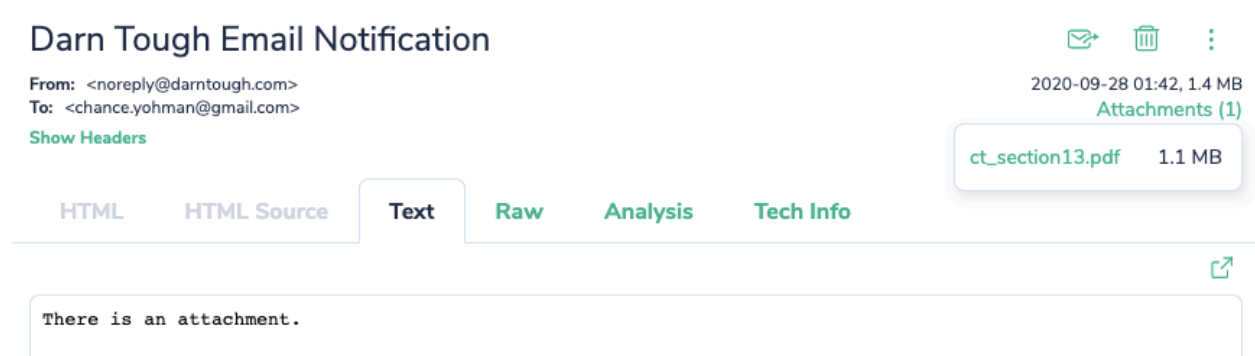 Darn Tough Email Notification
From: <noreply@darntough.com>
2020-09-28 01:42, 1.4 MB
To: <chance.yohman@gmail.com>
Attachments (1)
Show Headers
ct_section13.pdf 1.1 MB
HTML HTML Source Text Raw Analysis Tech Info
There is an attachment.